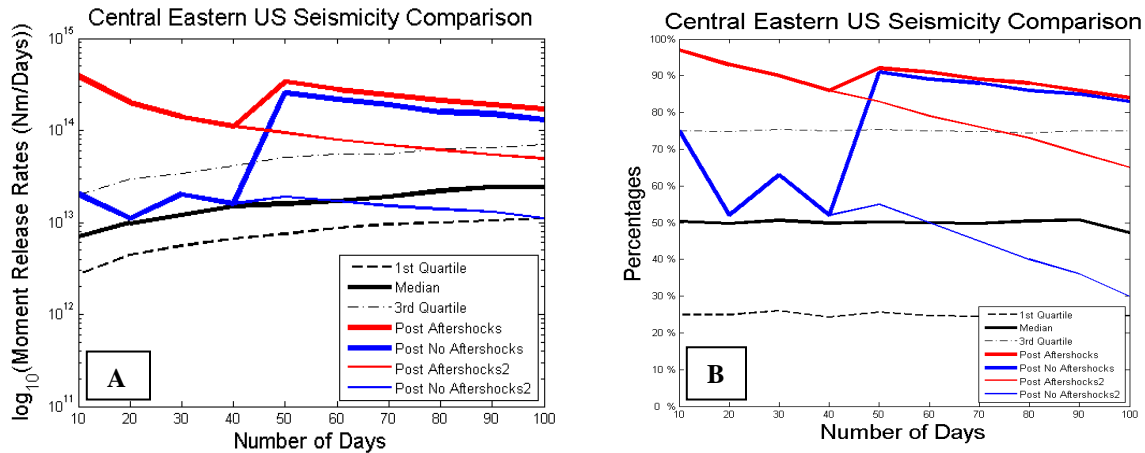 Central Eastern US Seismicity Comparison
log10(Moment Release Rates (Nm/Days))
10^15
10^14
10^13
10^12
10^11
10 20 30 40 50 60 70 80 90 100
Number of Days
1st Quartile
Median
3rd Quartile
Post Aftershocks
Post No Aftershocks
Post Aftershocks2
Post No Aftershocks2
A
Central Eastern US Seismicity Comparison
Percentages
100%
90 %
80 %
70 %
60 %
50 %
40 %
30 %
20 %
10 %
0 %
10 20 30 40 50 60 70 80 90 100
Number of Days
1st Quartile
Median
3rd Quartile
Post Aftershocks
Post No Aftershocks
Post Aftershocks2
Post No Aftershocks2
B